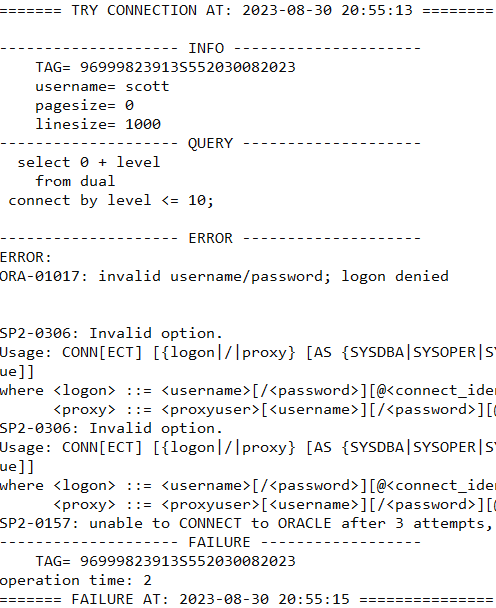 ======= TRY CONNECTION AT: 2023-08-30 20:55:13 ========
-------------------- INFO --------------------
TAG= 96999823913S552030082023
username= scott
pagesize= 0
linesize= 1000
-------------------- QUERY --------------------
select 0 + level
from dual
connect by level <= 10;
-------------------- ERROR --------------------
ERROR:
ORA-01017: invalid username/password; logon denied
SP2-0306: Invalid option.
Usage: CONN[ECT] [{logon|/|proxy} [AS {SYSDBA|SYSOPER|SY
ue]]
where <logon> ::= <username>[/<password>][@<connect_ide
<proxy> ::= <proxyuser>[<username>][/<password>][@
SP2-0306: Invalid option.
Usage: CONN[ECT] [{logon|/|proxy} [AS {SYSDBA|SYSOPER|SY
ue]]
where <logon> ::= <username>[/<password>][@<connect_ide
<proxy> ::= <proxyuser>[<username>][/<password>][@
SP2-0157: unable to CONNECT to ORACLE after 3 attempts,
-------------------- FAILURE ------------------
TAG= 96999823913S552030082023
operation time: 2
======= FAILURE AT: 2023-08-30 20:55:15 ===============